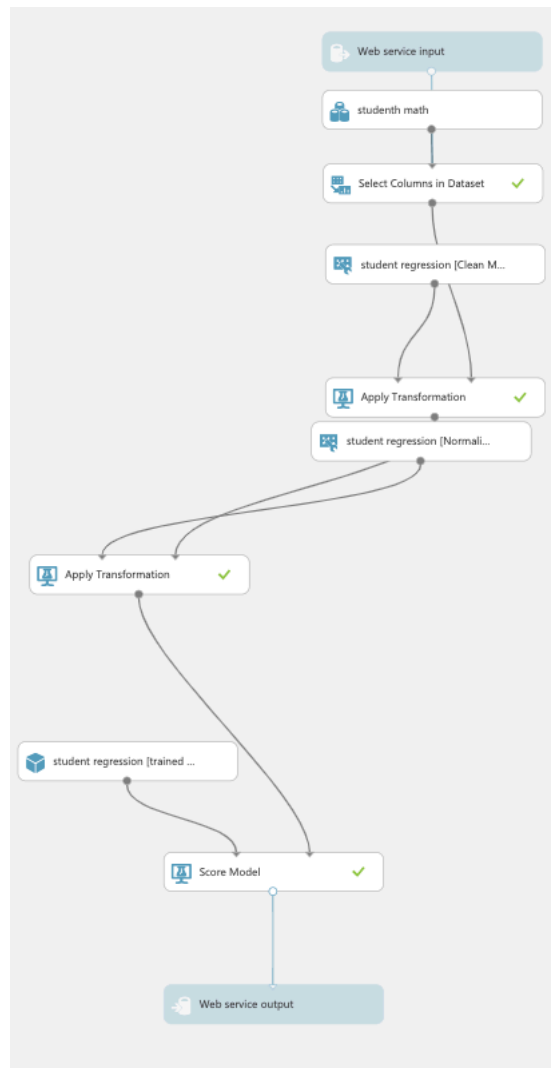 Web service input
studenth math
Select Columns in Dataset
student regression [Clean M...
Apply Transformation
student regression [Normali...
Apply Transformation
student regression [trained ...
Score Model
Web service output